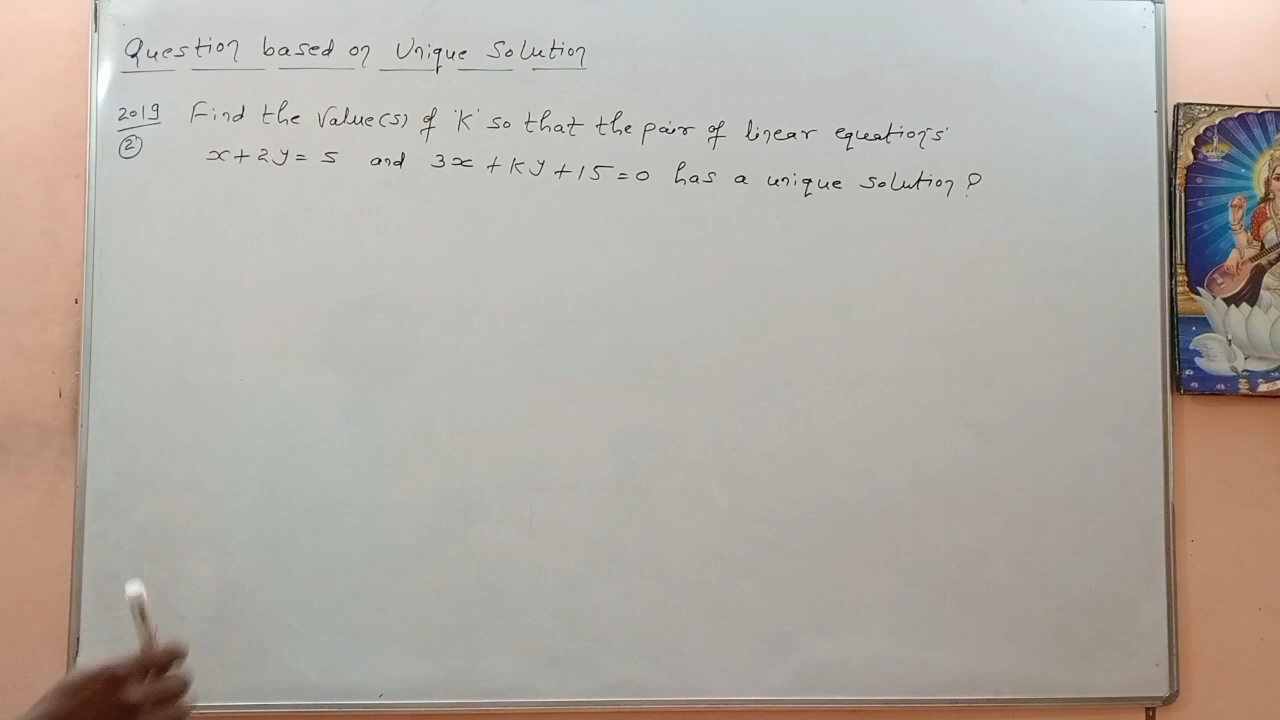 Question based on Unique Solution
2019 Find the Value(s) of 'K' so that the pair of linear equations
② x + 2y = 5 and 3x + ky + 15 = 0 has a unique solution?